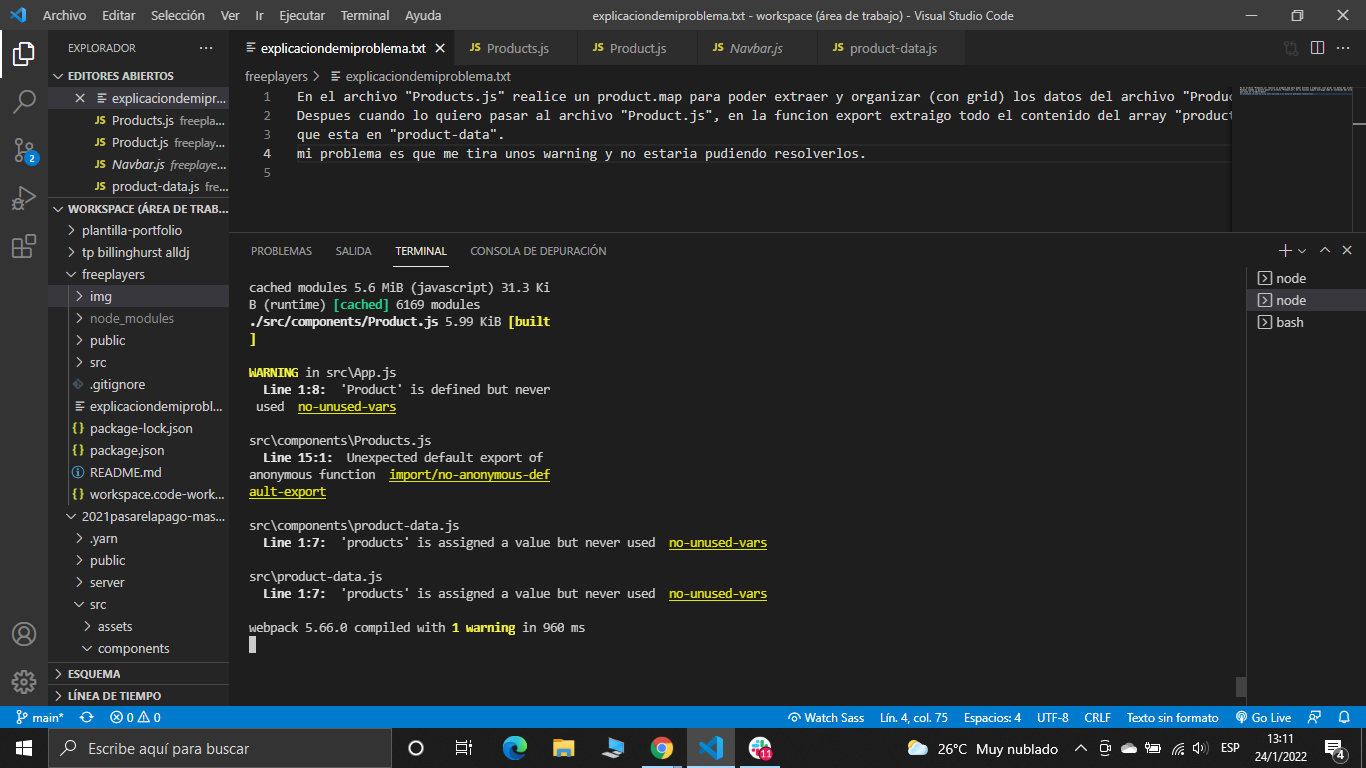 Archivo Editar Selección Ver Ir Ejecutar Terminal Ayuda explicaciondemiproblema.txt - workspace (área de trabajo) - Visual Studio Code
EXPLORADOR ···
EDITORES ABIERTOS
explicaciondemipr...
JS Products.js freepla...
JS Product.js freeplay...
JS Navbar.js freeplaye...
JS product-data.js fre...
WORKSPACE (ÁREA DE TRAB...
plantilla-portfolio
tp billinghurst alldj
freeplayers
img
node_modules
public
src
.gitignore
explicaciondemiprobl...
{} package-lock.json
{} package.json
README.md
{} workspace.code-work...
2021pasarelapago-mas...
.yarn
public
server
src
assets
components
ESQUEMA
LÍNEA DE TIEMPO
2
explicaciondemiproblema.txt JS Products.js JS Product.js JS Navbar.js JS product-data.js
freeplayers > explicaciondemiproblema.txt
1 En el archivo "Products.js" realice un product.map para poder extraer y organizar (con grid) los datos del archivo "Produ
2 Despues cuando lo quiero pasar al archivo "Product.js", en la funcion export extraigo todo el contenido del array "product
3 que esta en "product-data".
4 mi problema es que me tira unos warning y no estaria pudiendo resolverlos.
5
PROBLEMAS SALIDA TERMINAL CONSOLA DE DEPURACIÓN
cached modules 5.6 MiB (javascript) 31.3 Ki
B (runtime) [cached] 6169 modules
./src/components/Product.js 5.99 KiB [built
]
WARNING in src\App.js
Line 1:8: 'Product' is defined but never
used no-unused-vars
src\components\Products.js
Line 15:1: Unexpected default export of
anonymous function import/no-anonymous-def
ault-export
src\components\product-data.js
Line 1:7: 'products' is assigned a value but never used no-unused-vars
src\product-data.js
Line 1:7: 'products' is assigned a value but never used no-unused-vars
webpack 5.66.0 compiled with 1 warning in 960 ms
node
node
bash
main* 0 0 Watch Sass Lín. 4, col. 75 Espacios: 4 UTF-8 CRLF Texto sin formato Go Live
Escribe aquí para buscar 11 26°C Muy nublado ESP 13:11
24/1/2022
4